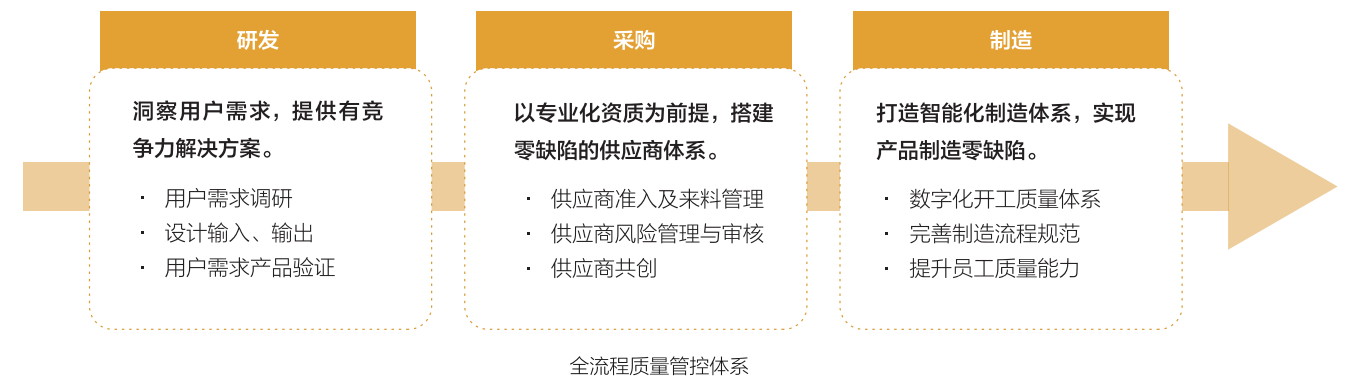 研发
洞察用户需求，提供有竞
争力解决方案。
· 用户需求调研
· 设计输入、输出
· 用户需求产品验证
采购
以专业化资质为前提，搭建
零缺陷的供应商体系。
· 供应商准入及来料管理
· 供应商风险管理与审核
· 供应商共创
制造
打造智能化制造体系，实现
产品制造零缺陷。
· 数字化开工质量体系
· 完善制造流程规范
· 提升员工质量能力
全流程质量管控体系